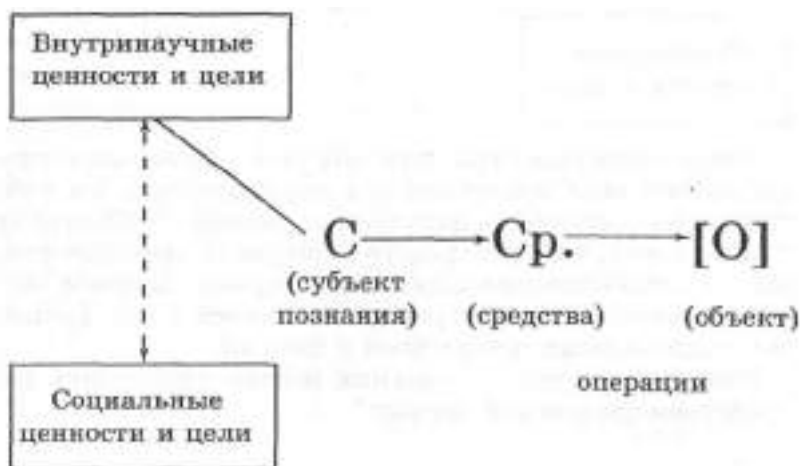 Внутринаучные
ценности и цели
С Ср. [О]
(субъект
познания) (средства) (объект)
операции
Социальные
ценности и цели